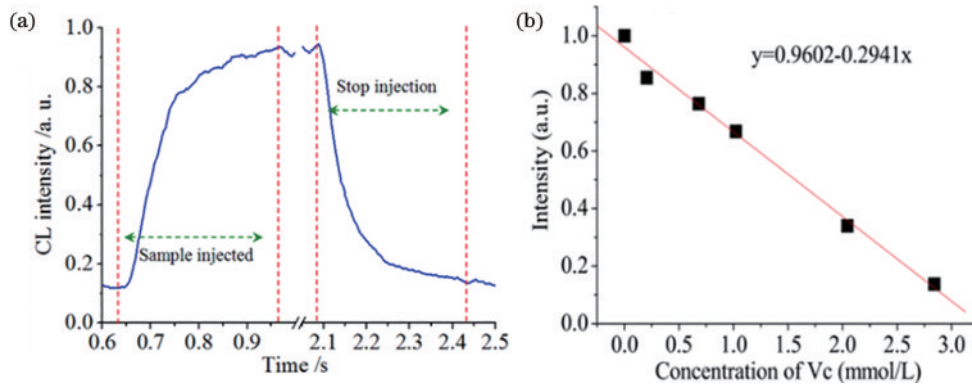 (a)
CL intensity /a. u.
1.0
0.8
0.6
0.4
0.2
0.0
Stop injection
Sample injected
0.6 0.7 0.8 0.9 2.1 2.2 2.3 2.4 2.5
Time /s
(b)
Intensity (a.u.)
1.0
0.8
0.6
0.4
0.2
0.0
y=0.9602-0.2941x
0.0 0.5 1.0 1.5 2.0 2.5 3.0
Concentration of Vc (mmol/L)